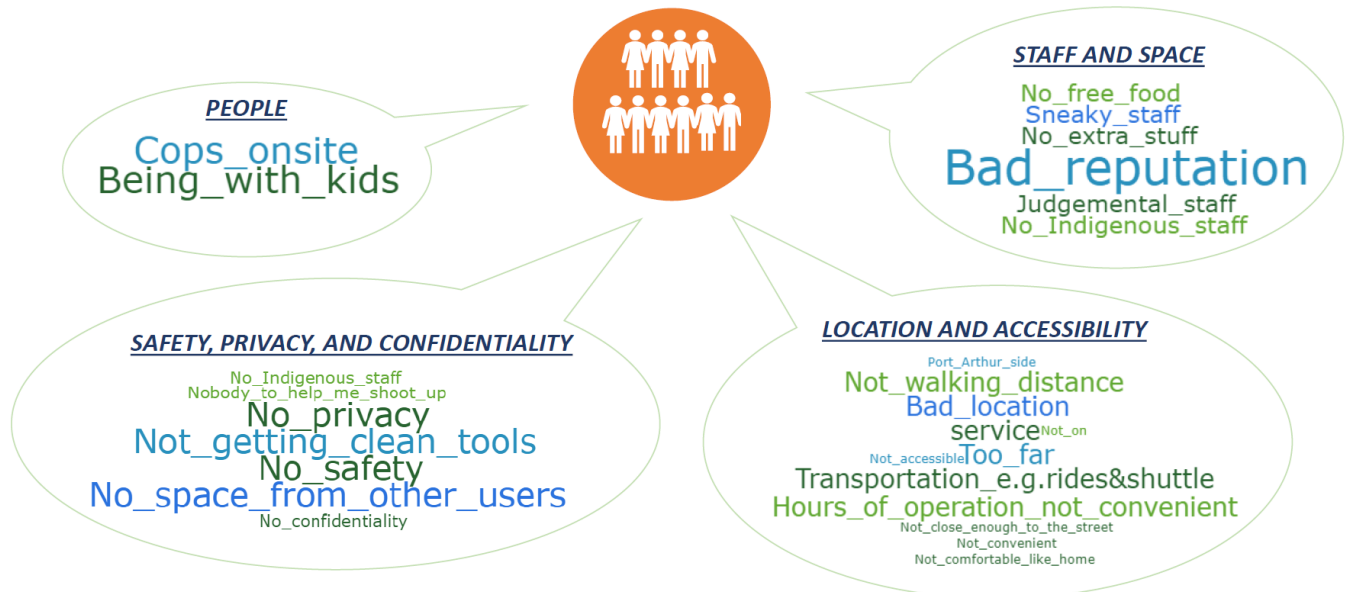 PEOPLE
Cops_onsite
Being_with_kids
STAFF AND SPACE
No_free_food
Sneaky_staff
No_extra_stuff
Bad_reputation
Judgemental_staff
No_Indigenous_staff
SAFETY, PRIVACY, AND CONFIDENTIALITY
No_Indigenous_staff
Nobody_to_help_me_shoot_up
No_privacy
Not_getting_clean_tools
No_safety
No_space_from_other_users
No_confidentiality
LOCATION AND ACCESSIBILITY
Port_Arthur_side
Not_walking_distance
Bad_location
service Not_on
Not_accessible Too_far
Transportation_e.g.rides&shuttle
Hours_of_operation_not_convenient
Not_close_enough_to_the_street
Not_convenient
Not_comfortable_like_home